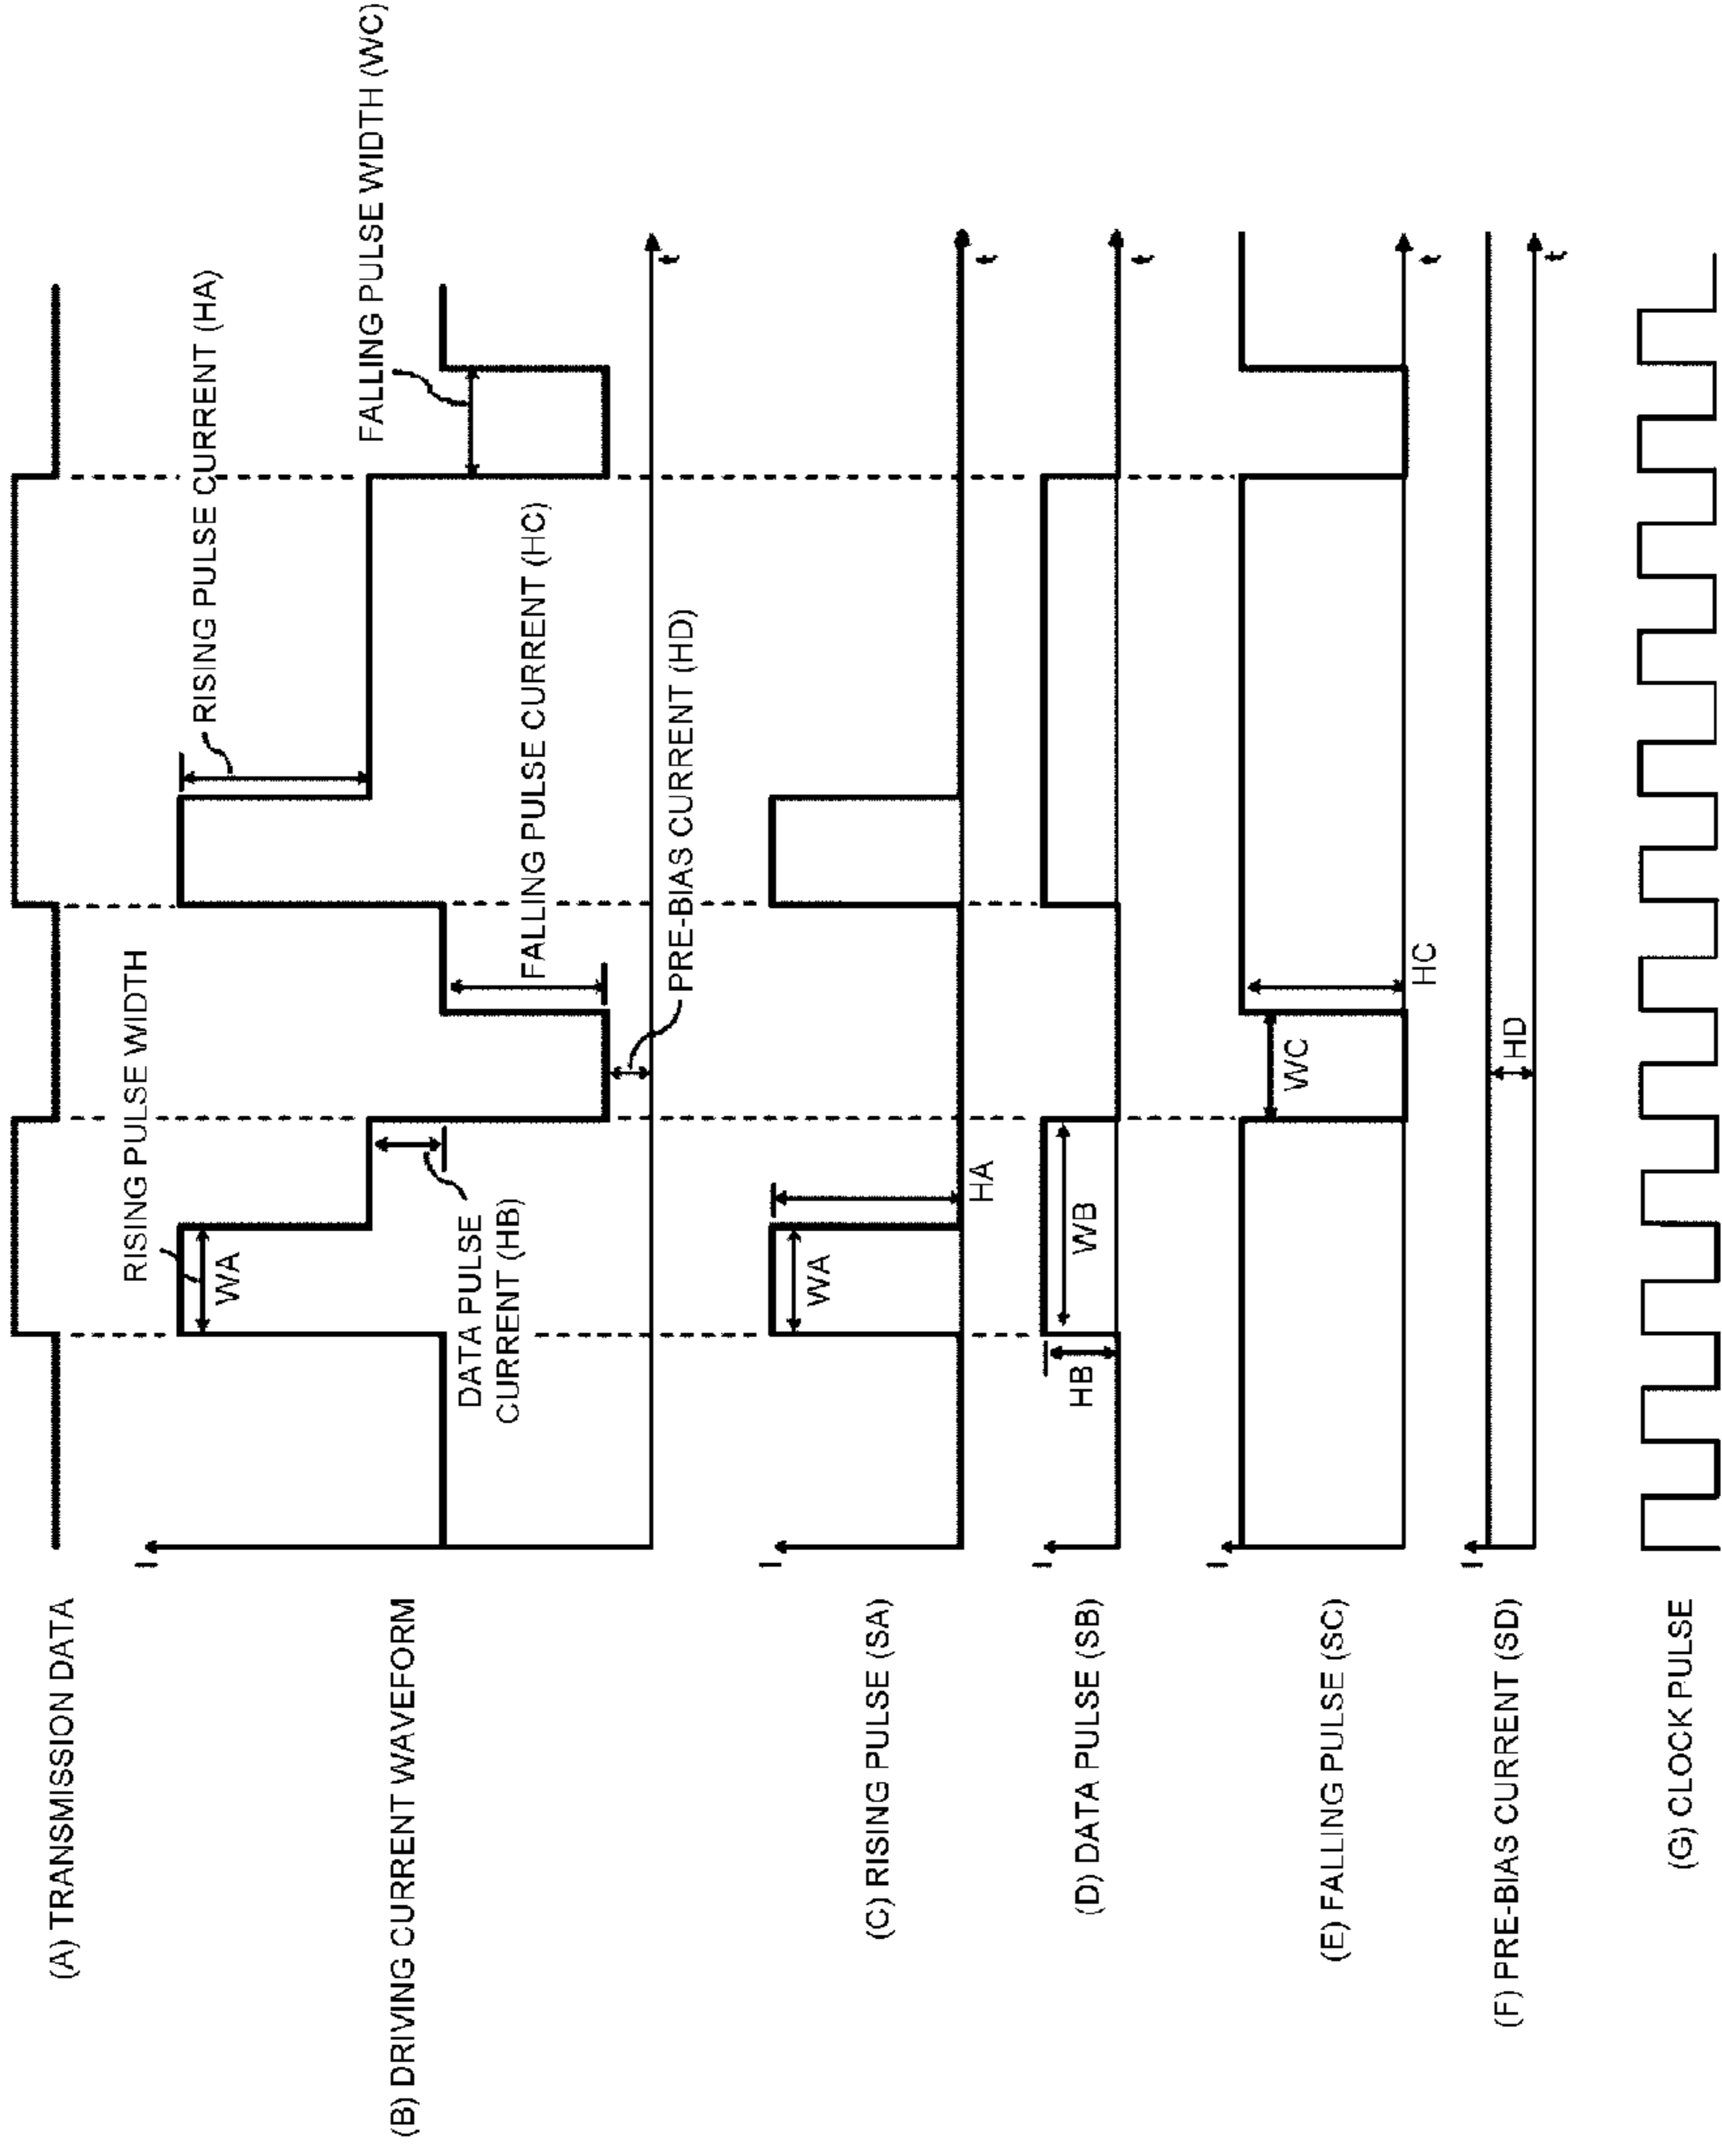 (A) TRANSMISSION DATA
RISING PULSE WIDTH
WA
RISING PULSE CURRENT (HA)
FALLING PULSE WIDTH (WC)
(B) DRIVING CURRENT WAVEFORM
I
DATA PULSE
CURRENT (HB)
FALLING PULSE CURRENT (HC)
PRE-BIAS CURRENT (HD)
t
(C) RISING PULSE (SA)
I
WA
HA
t
(D) DATA PULSE (SB)
I
HB
WB
t
(E) FALLING PULSE (SC)
I
WC
HC
t
(F) PRE-BIAS CURRENT (SD)
I
HD
t
(G) CLOCK PULSE